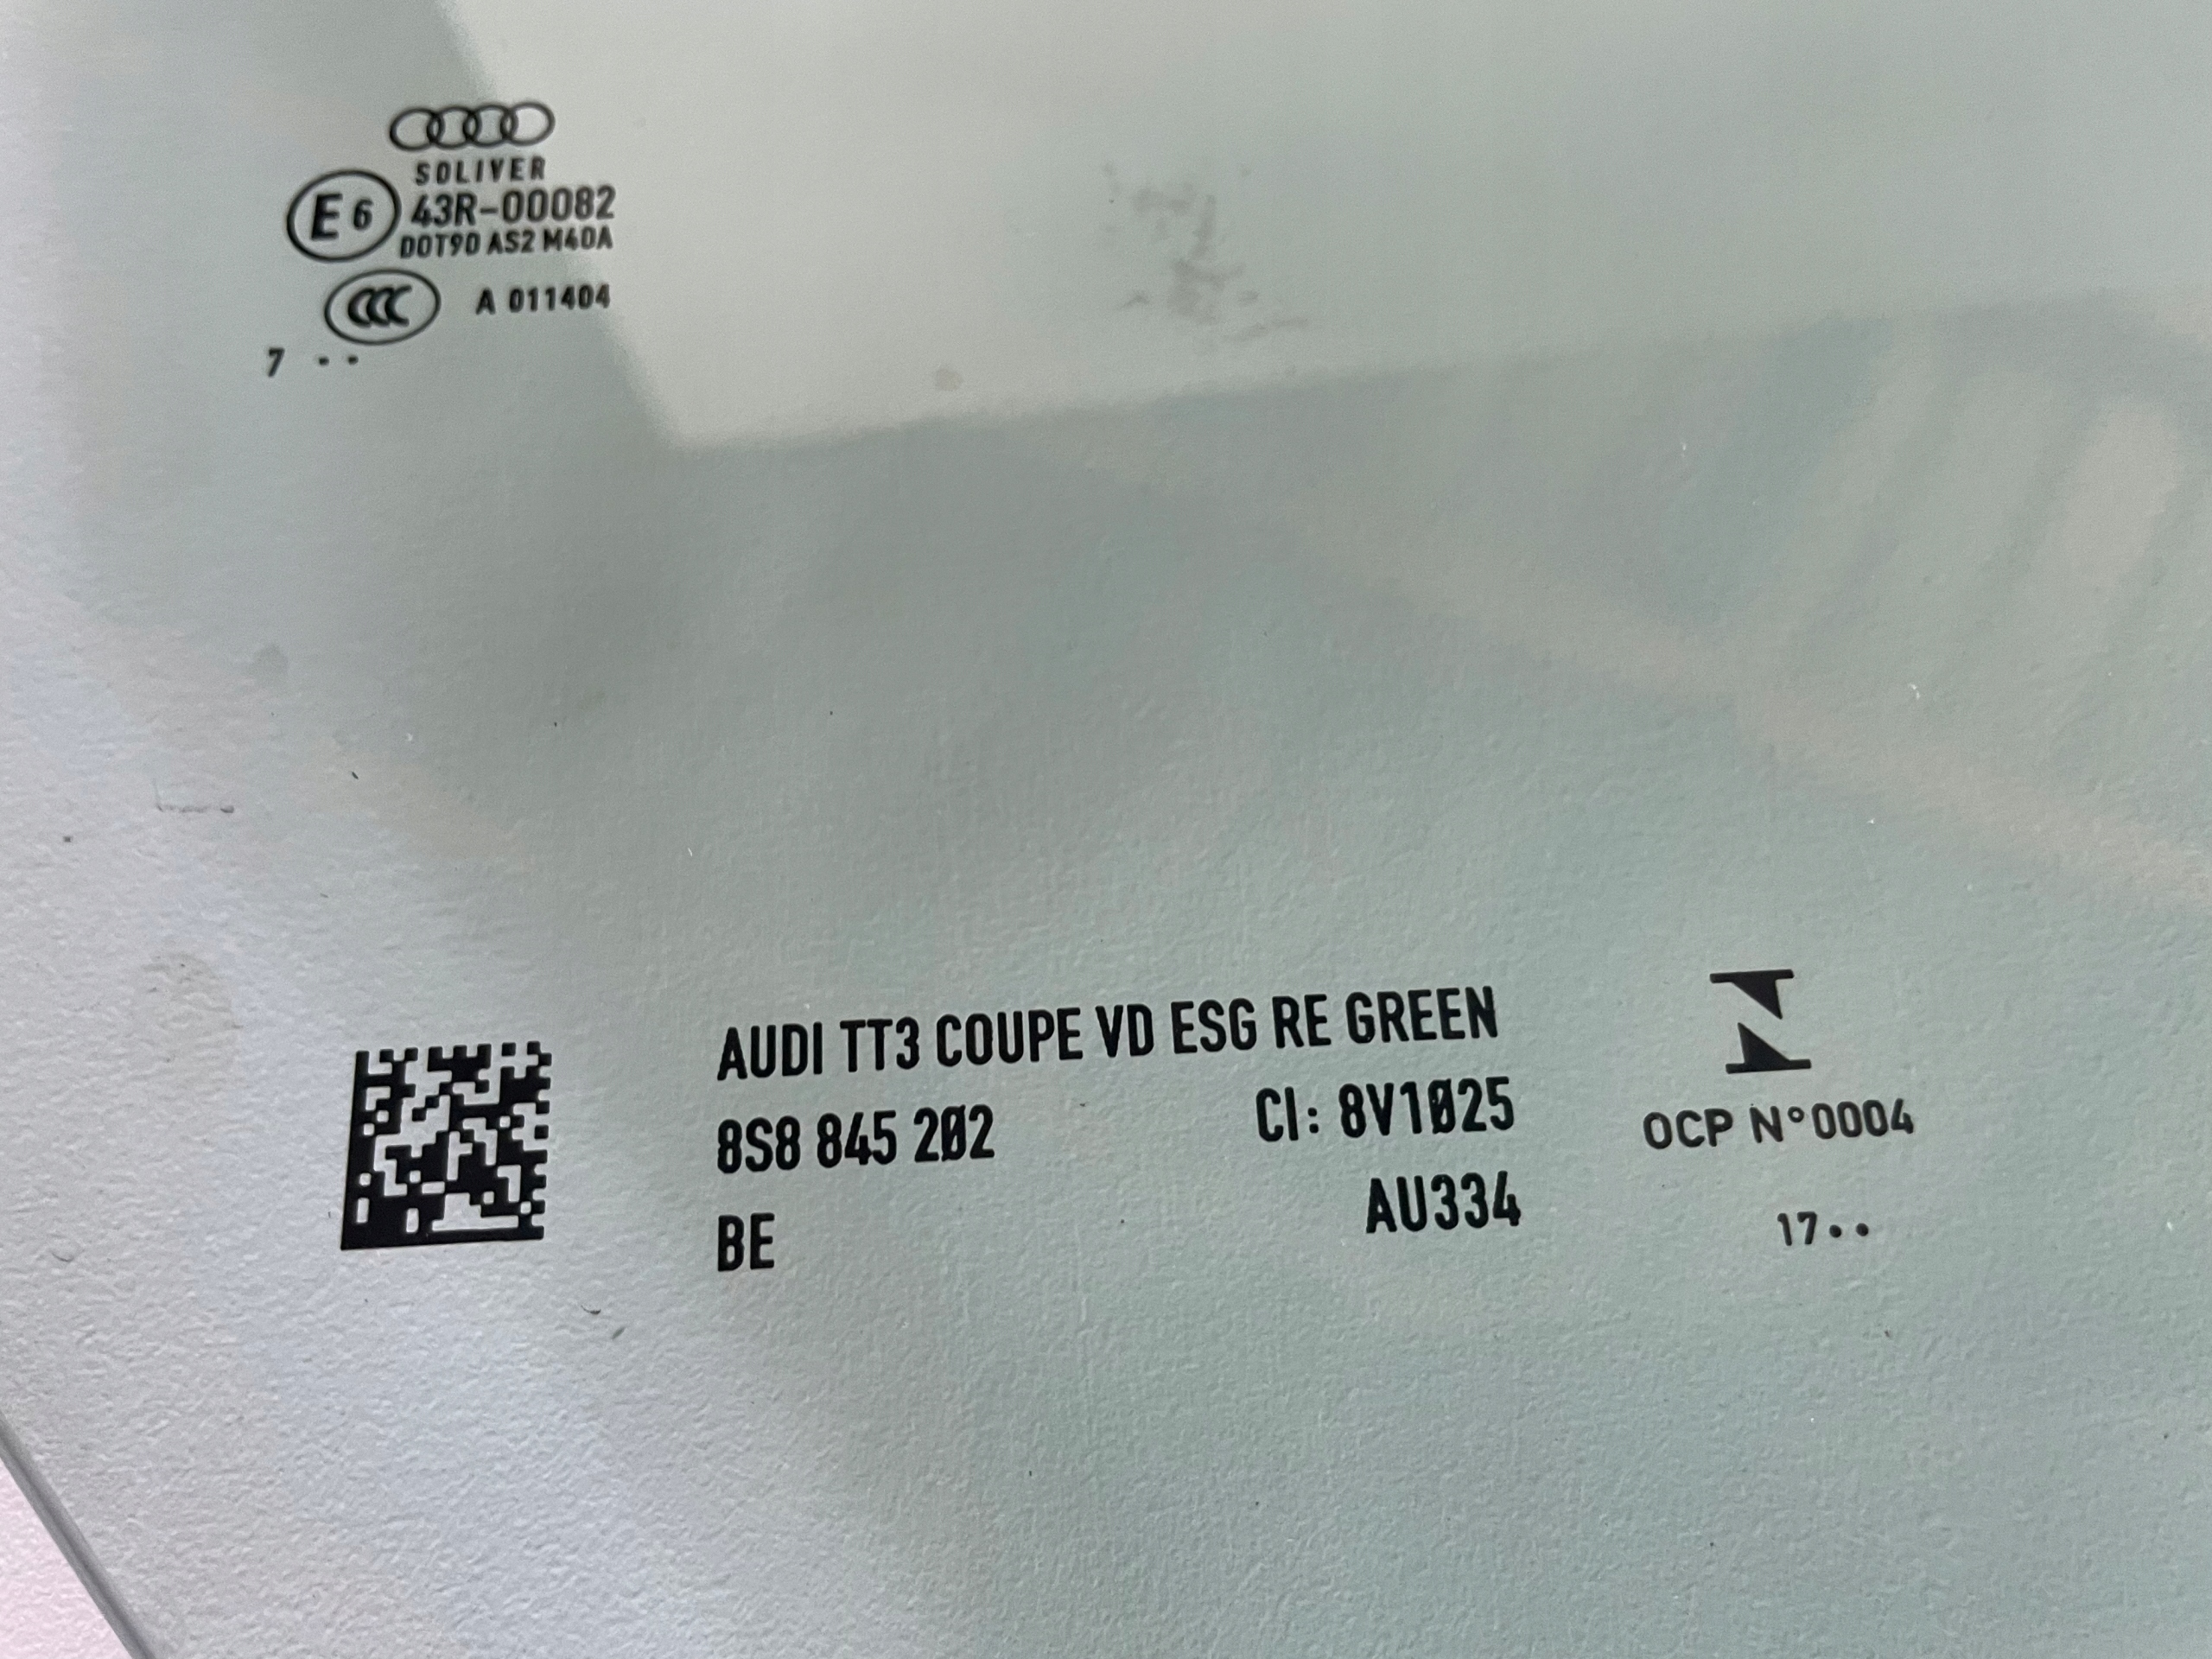 SOLIVER
E6 43R-00082
DOT90 AS2 M40A
CCC A 011404
7 ..
AUDI TT3 COUPE VD ESG RE GREEN
8S8 845 202 CI: 8V1025
BE AU334
OCP N°0004
17..